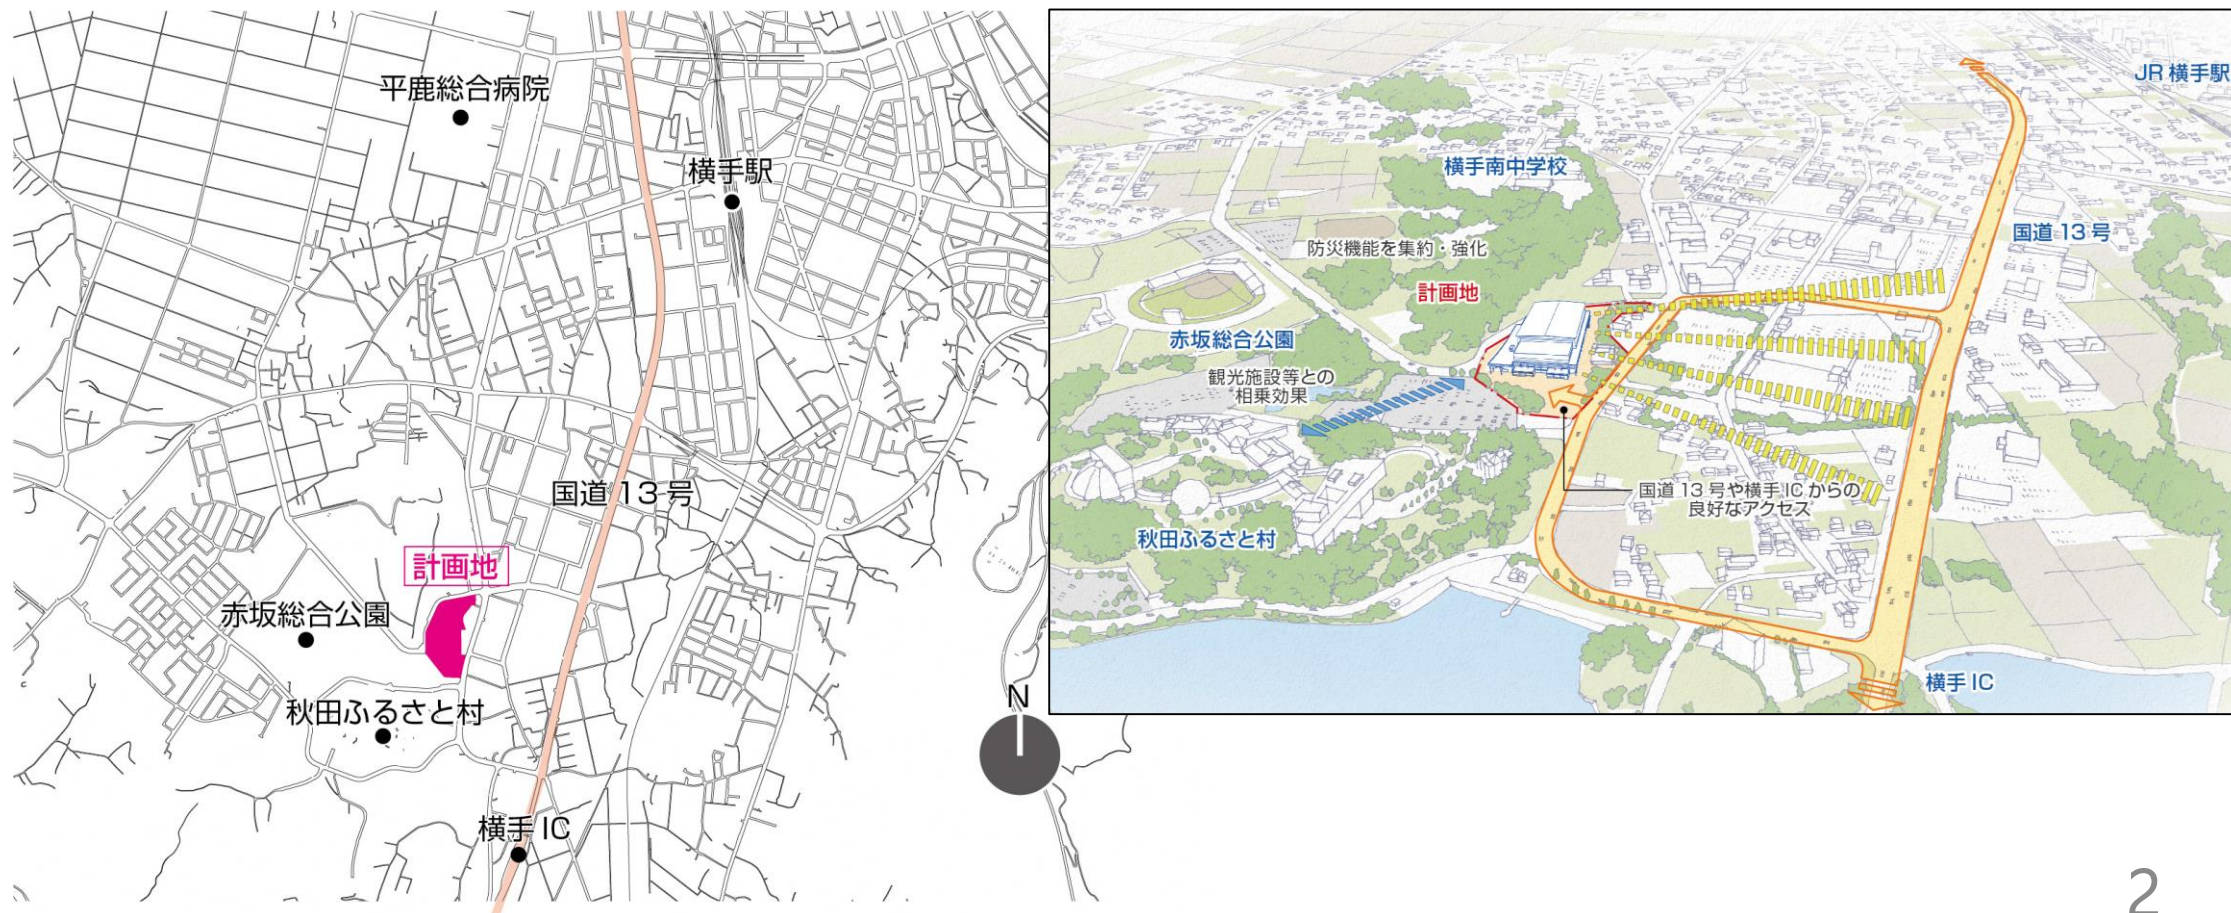 平鹿総合病院
横手駅
国道 13 号
計画地
赤坂総合公園
秋田ふるさと村
横手 IC
N
JR 横手駅
横手南中学校
国道 13 号
防災機能を集約・強化
計画地
赤坂総合公園
観光施設等との
相乗効果
国道 13 号や横手 IC からの
良好なアクセス
秋田ふるさと村
横手 IC
2